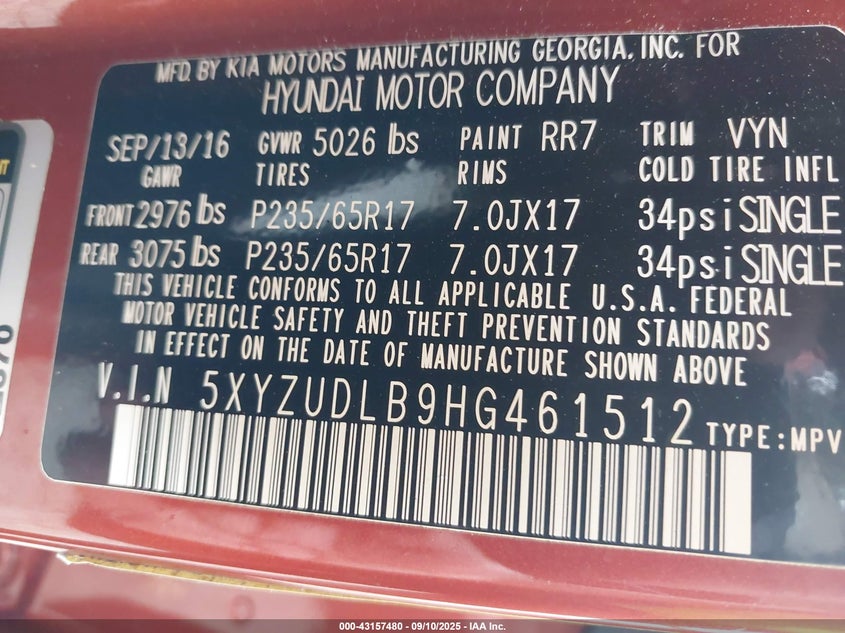 MFD. BY KIA MOTORS MANUFACTURING GEORGIA, INC. FOR
HYUNDAI MOTOR COMPANY
SEP/13/16 GVWR 5026 lbs PAINT RR7 TRIM VYN
GAWR TIRES RIMS COLD TIRE INFL
FRONT 2976 lbs P235/65R17 7.0JX17 34psi SINGLE
REAR 3075 lbs P235/65R17 7.0JX17 34psi SINGLE
THIS VEHICLE CONFORMS TO ALL APPLICABLE U.S.A. FEDERAL
MOTOR VEHICLE SAFETY AND THEFT PREVENTION STANDARDS
IN EFFECT ON THE DATE OF MANUFACTURE SHOWN ABOVE
V.I.N 5XYZUDLB9HG461512 TYPE:MPV
000-43157480 - 09/10/2025 - IAA Inc.